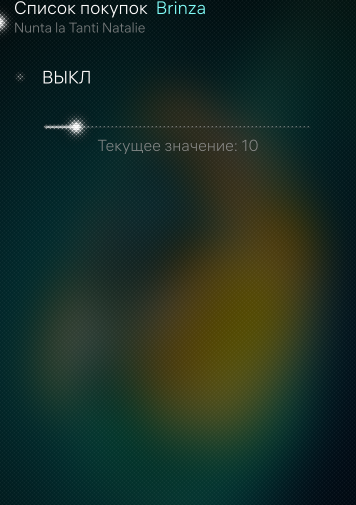 Список покупок Brinza
Nunta la Tanti Natalie
ВЫКЛ
Текущее значение: 10